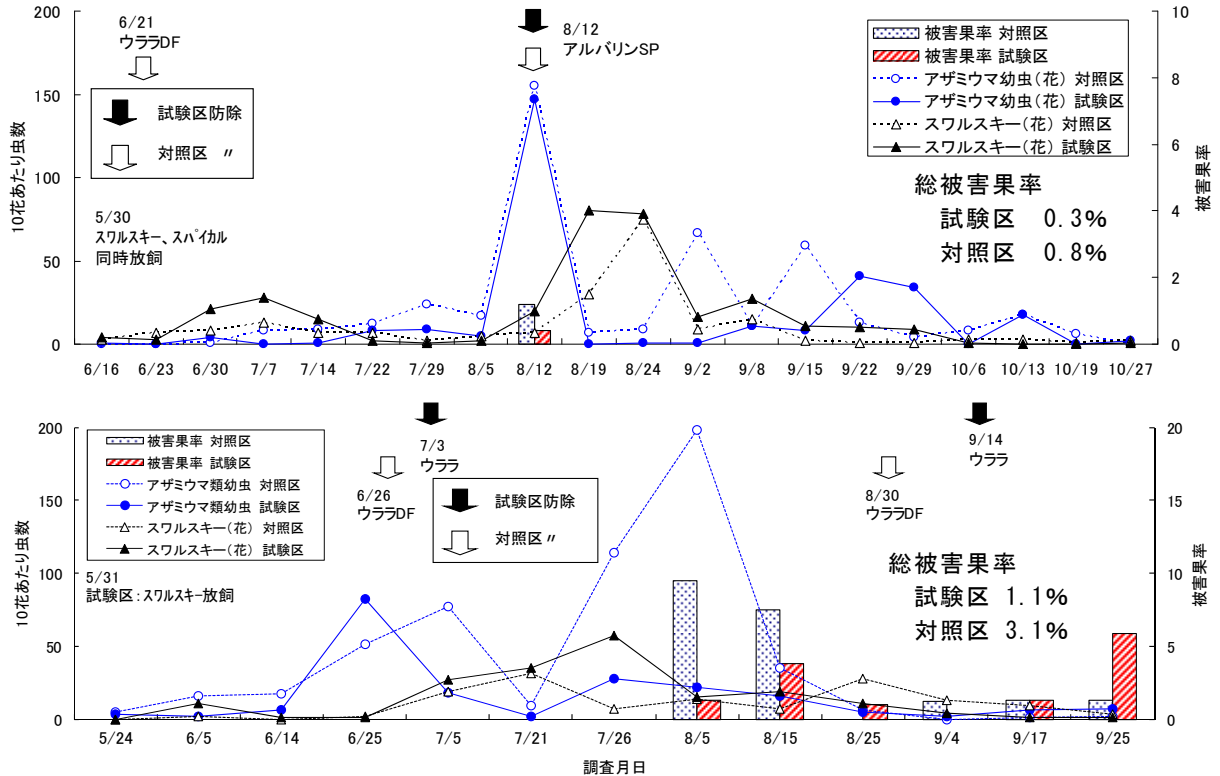 200
150
100
50
0
10花あたり虫数
6/21
ウララDF
試験区防除
対照区 〃
5/30
スワルスキー、スパイカル
同時放飼
8/12
アルバリンSP
被害果率 対照区
被害果率 試験区
アザミウマ幼虫(花) 対照区
アザミウマ幼虫(花) 試験区
スワルスキー(花) 対照区
スワルスキー(花) 試験区
総被害果率
試験区 0.3%
対照区 0.8%
10
8
6
4
2
0
被害果率
6/16 6/23 6/30 7/7 7/14 7/22 7/29 8/5 8/12 8/19 8/24 9/2 9/8 9/15 9/22 9/29 10/6 10/13 10/19 10/27
200
150
100
50
0
10花あたり虫数
被害果率 対照区
被害果率 試験区
アザミウマ類幼虫 対照区
アザミウマ類幼虫 試験区
スワルスキー(花) 対照区
スワルスキー(花) 試験区
5/31
試験区:スワルスキー放飼
7/3
ウララ
6/26
ウララDF
試験区防除
対照区〃
9/14
ウララ
8/30
ウララDF
総被害果率
試験区 1.1%
対照区 3.1%
20
15
10
5
0
被害果率
5/24 6/5 6/14 6/25 7/5 7/21 7/26 8/5 8/15 8/25 9/4 9/17 9/25
調査月日